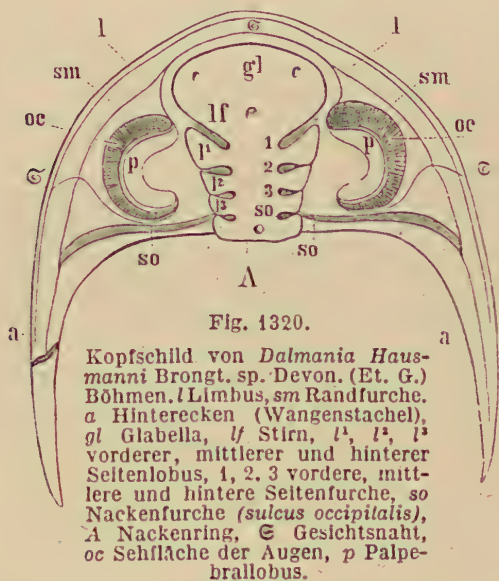 l 𝔖 l
sm gl sm
oc lf oc
𝔖 p l¹ 1 p 𝔖
l² 2
l³ 3
so so so
A
a a
Fig. 1320.
Kopfschild von Dalmania Haus-
manni Brongt. sp. Devon. (Et. G.)
Böhmen. l Limbus, sm Randfurche.
a Hinterecken (Wangenstachel),
gl Glabella, lf Stirn, l¹, l², l³
vorderer, mittlerer und hinterer
Seitenlobus, 1, 2. 3 vordere, mitt-
lere und hintere Seitenfurche, so
Nackenfurche (sulcus occipitalis),
A Nackenring, 𝔖 Gesichtsnaht,
oc Sehfläche der Augen, p Palpe-
brallobus.